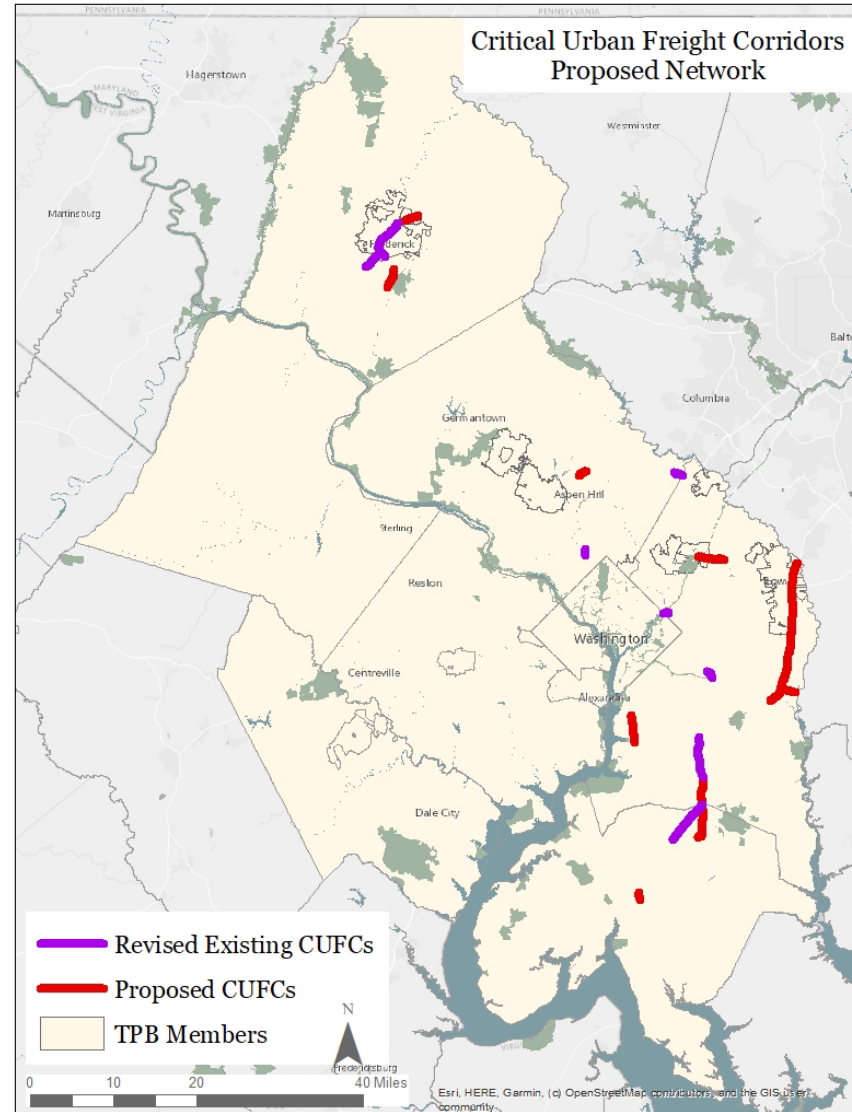 PENNSYLVANIA
PENNSYLVANIA
Critical Urban Freight Corridors
Proposed Network
Hagerstown
MARYLAND
WEST VIRGINIA
Westminster
Martinsburg
Frederick
Columbia
Germantown
Aspen Hill
Sterling
Reston
Bow
Washington
Centreville
Alexandria
Dale City
Revised Existing CUFCs
Proposed CUFCs
TPB Members
N
Fredericksburg
0 10 20 40 Miles
Esri, HERE, Garmin, (c) OpenStreetMap contributors, and the GIS user
community